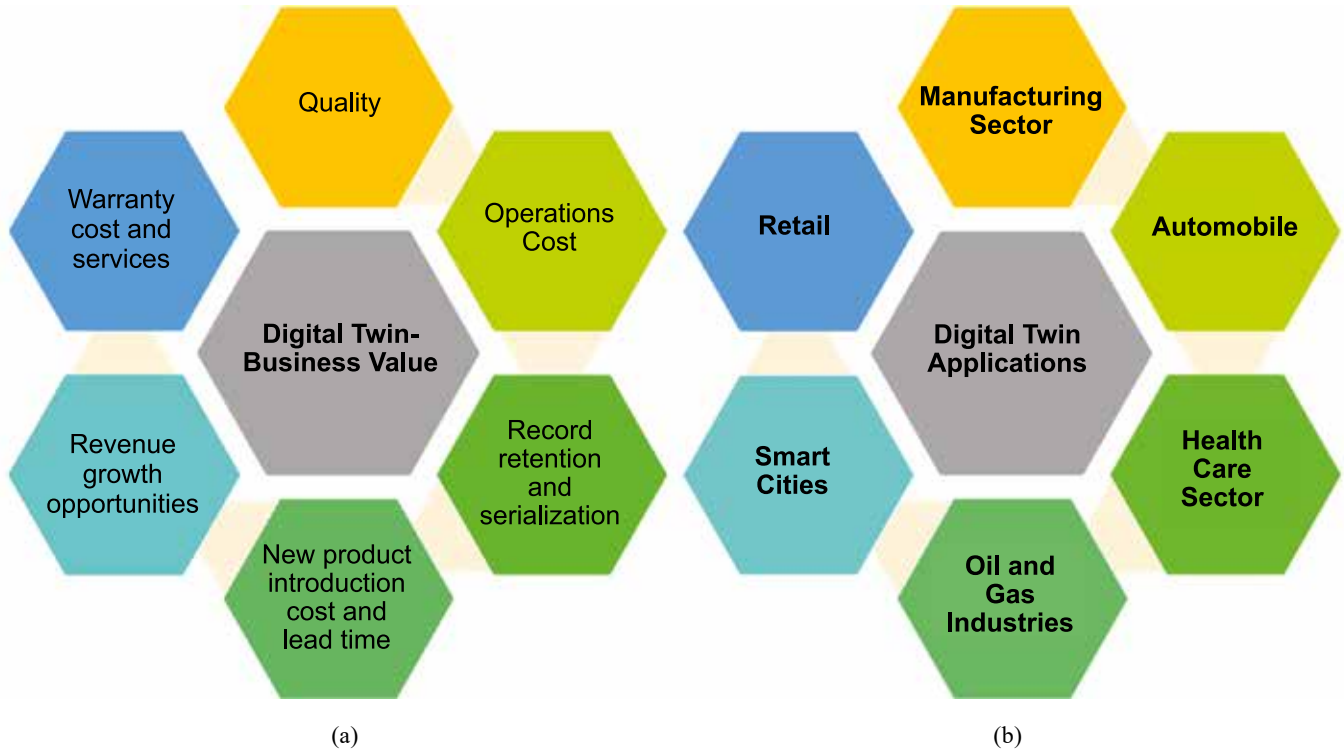 Quality
Operations
Cost
Record
retention
and
serialization
New product
introduction
cost and
lead time
Revenue
growth
opportunities
Warranty
cost and
services
Digital Twin-
Business Value
(a)
Manufacturing
Sector
Automobile
Health
Care
Sector
Oil and
Gas
Industries
Smart
Cities
Retail
Digital Twin
Applications
(b)